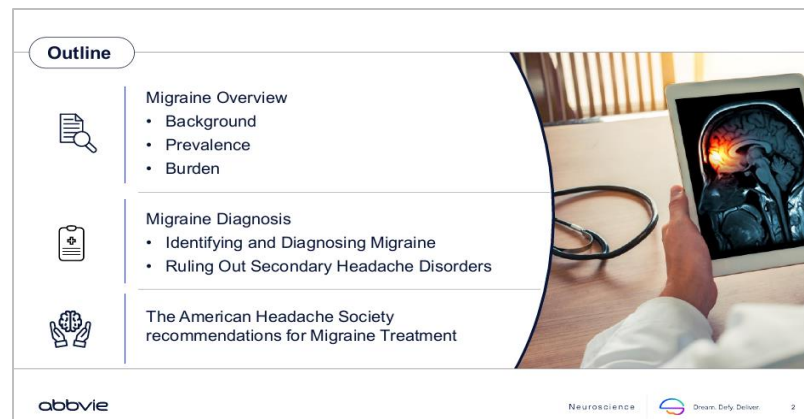 Outline
Migraine Overview
• Background
• Prevalence
• Burden
Migraine Diagnosis
• Identifying and Diagnosing Migraine
• Ruling Out Secondary Headache Disorders
The American Headache Society
recommendations for Migraine Treatment
abbvie
Neuroscience
Dream. Defy. Deliver.
2